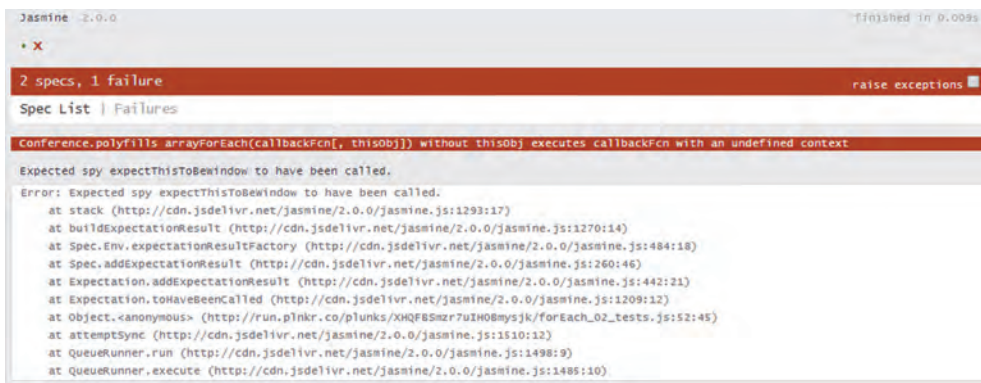 Jasmine 2.0.0 finished in 0.009s
• X
2 specs, 1 failure raise exceptions
Spec List | Failures
Conference.polyfills arrayForEach(callbackFcn[, thisObj]) without thisObj executes callbackFcn with an undefined context
Expected spy expectThisToBeWindow to have been called.
Error: Expected spy expectThisToBeWindow to have been called.
at stack (http://cdn.jsdelivr.net/jasmine/2.0.0/jasmine.js:1293:17)
at buildExpectationResult (http://cdn.jsdelivr.net/jasmine/2.0.0/jasmine.js:1270:14)
at Spec.Env.expectationResultFactory (http://cdn.jsdelivr.net/jasmine/2.0.0/jasmine.js:484:18)
at Spec.addExpectationResult (http://cdn.jsdelivr.net/jasmine/2.0.0/jasmine.js:260:46)
at Expectation.addExpectationResult (http://cdn.jsdelivr.net/jasmine/2.0.0/jasmine.js:442:21)
at Expectation.toHaveBeenCalled (http://cdn.jsdelivr.net/jasmine/2.0.0/jasmine.js:1209:12)
at Object.<anonymous> (http://run.plnkr.co/plunks/XHQFBSmzr7uIHOBmysjk/forEach_02_tests.js:52:45)
at attemptSync (http://cdn.jsdelivr.net/jasmine/2.0.0/jasmine.js:1510:12)
at QueueRunner.run (http://cdn.jsdelivr.net/jasmine/2.0.0/jasmine.js:1498:9)
at QueueRunner.execute (http://cdn.jsdelivr.net/jasmine/2.0.0/jasmine.js:1485:10)